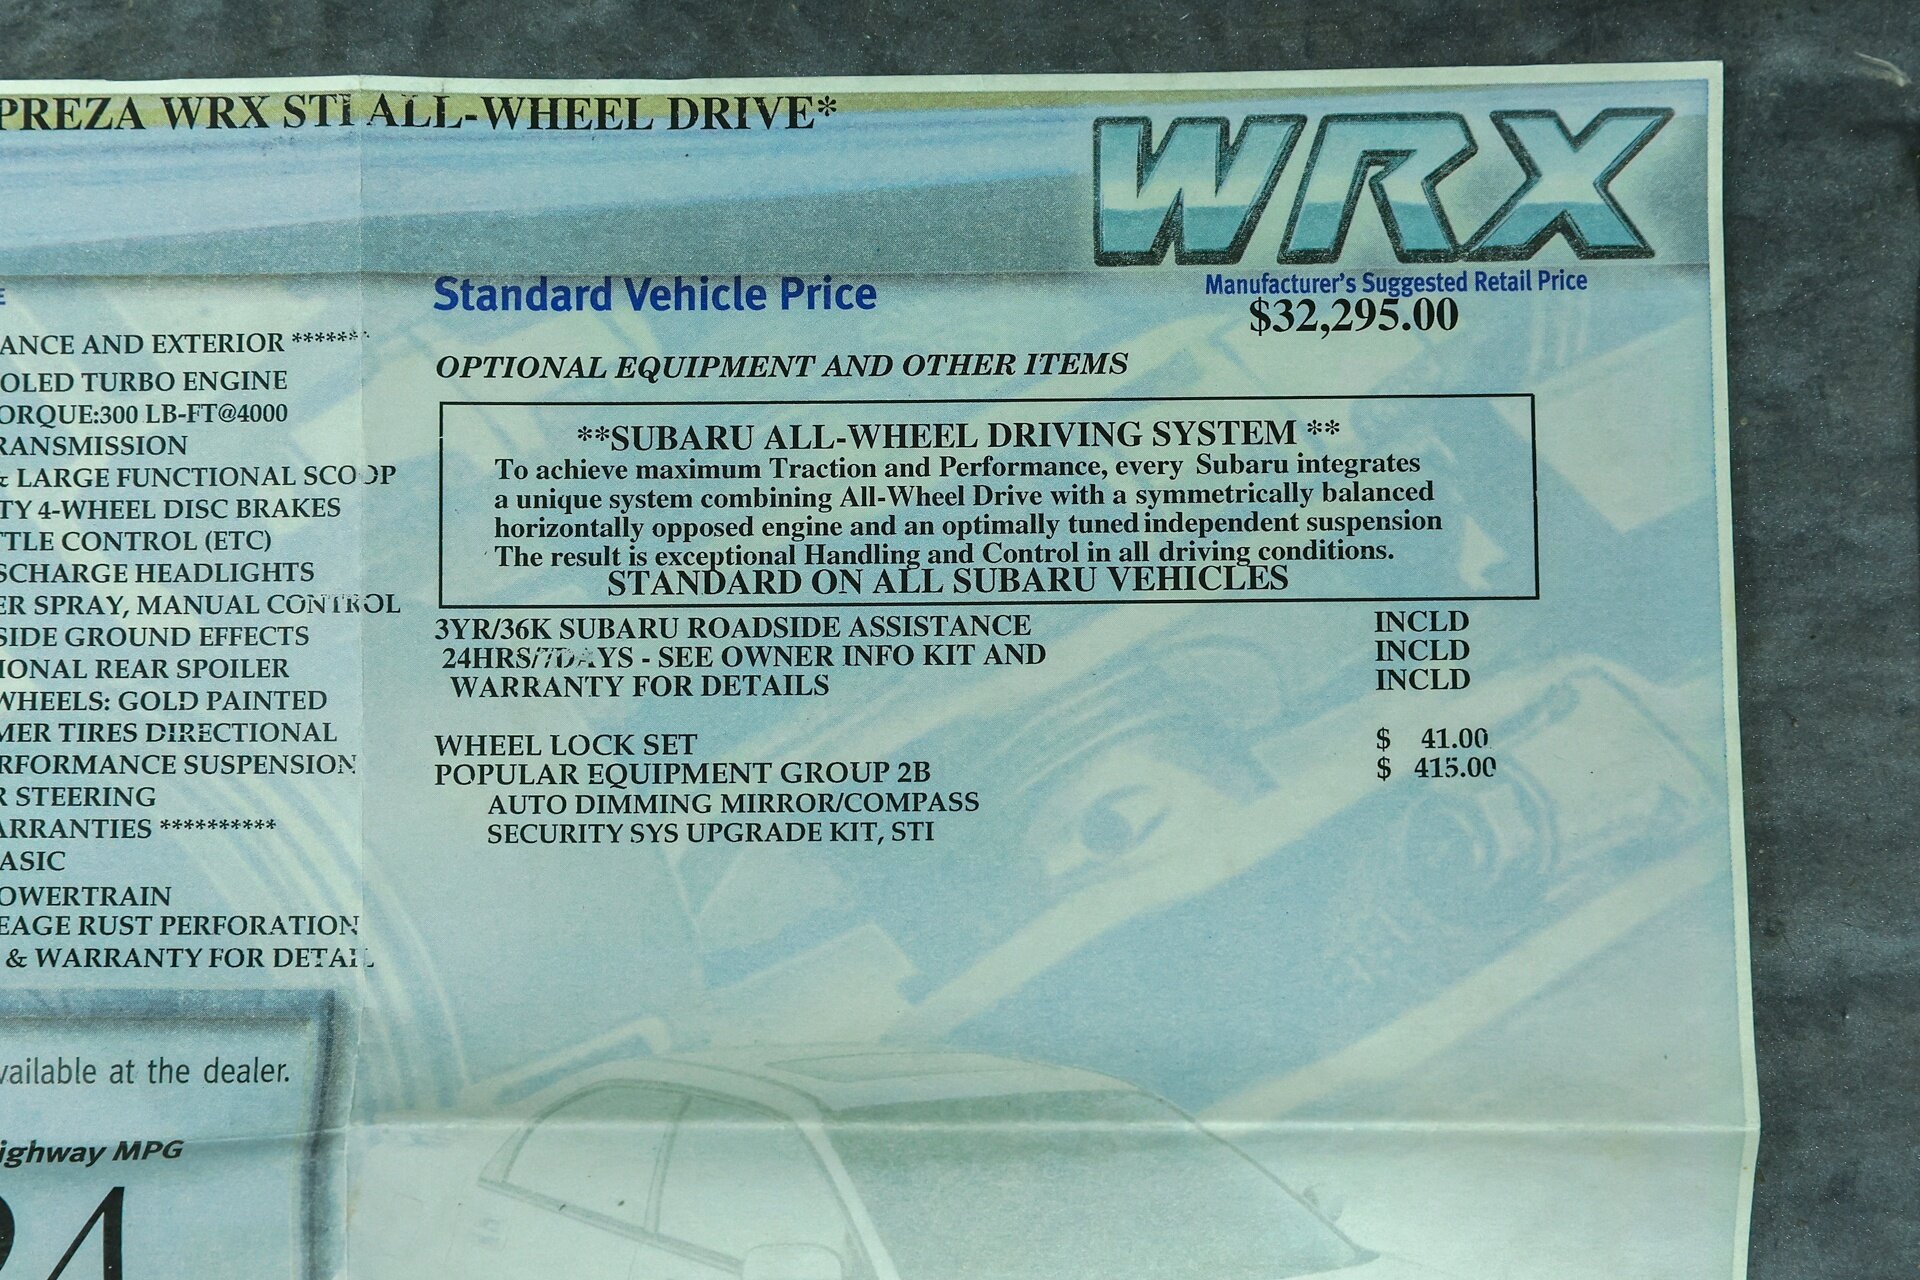 PREZA WRX STI ALL-WHEEL DRIVE*
WRX
Manufacturer's Suggested Retail Price
Standard Vehicle Price
$32,295.00
OPTIONAL EQUIPMENT AND OTHER ITEMS
**SUBARU ALL-WHEEL DRIVING SYSTEM **
To achieve maximum Traction and Performance, every Subaru integrates
a unique system combining All-Wheel Drive with a symmetrically balanced
horizontally opposed engine and an optimally tuned independent suspension
The result is exceptional Handling and Control in all driving conditions.
STANDARD ON ALL SUBARU VEHICLES
3YR/36K SUBARU ROADSIDE ASSISTANCE INCLD
24HRS/7DAYS - SEE OWNER INFO KIT AND INCLD
WARRANTY FOR DETAILS INCLD
WHEEL LOCK SET $ 41.00
POPULAR EQUIPMENT GROUP 2B $ 415.00
AUTO DIMMING MIRROR/COMPASS
SECURITY SYS UPGRADE KIT, STI
E
ANCE AND EXTERIOR *******
OLED TURBO ENGINE
ORQUE:300 LB-FT@4000
RANSMISSION
& LARGE FUNCTIONAL SCOOP
TY 4-WHEEL DISC BRAKES
TTLE CONTROL (ETC)
SCHARGE HEADLIGHTS
ER SPRAY, MANUAL CONTROL
SIDE GROUND EFFECTS
IONAL REAR SPOILER
WHEELS: GOLD PAINTED
MER TIRES DIRECTIONAL
RFORMANCE SUSPENSION
R STEERING
ARRANTIES **********
ASIC
OWERTRAIN
EAGE RUST PERFORATION
& WARRANTY FOR DETAIL
vailable at the dealer.
ighway MPG
24